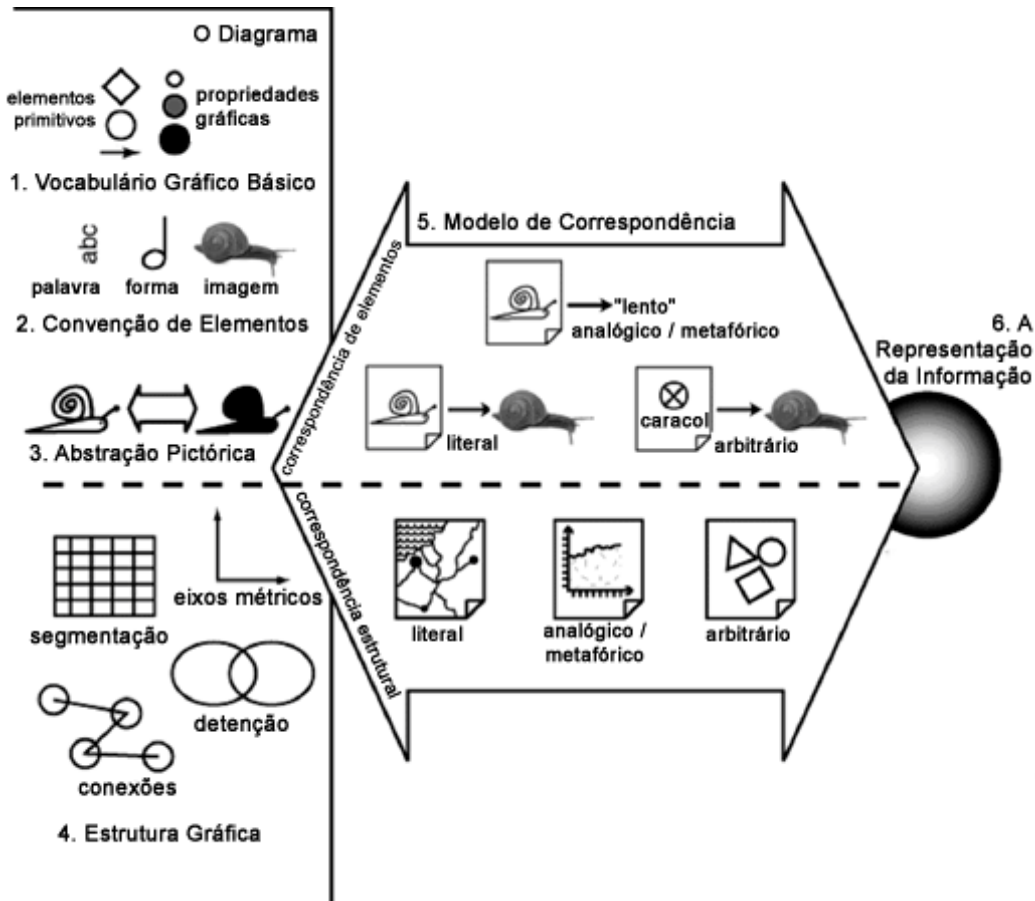 O Diagrama
elementos
primitivos
propriedades
gráficas
1. Vocabulário Gráfico Básico
abc
palavra
forma
imagem
2. Convenção de Elementos
3. Abstração Pictórica
segmentação
eixos métricos
detenção
conexões
4. Estrutura Gráfica
5. Modelo de Correspondência
correspondência de elementos
"lento"
analógico / metafórico
literal
caracol
arbitrário
correspondência estrutural
literal
analógico /
metafórico
arbitrário
6. A
Representação
da Informação